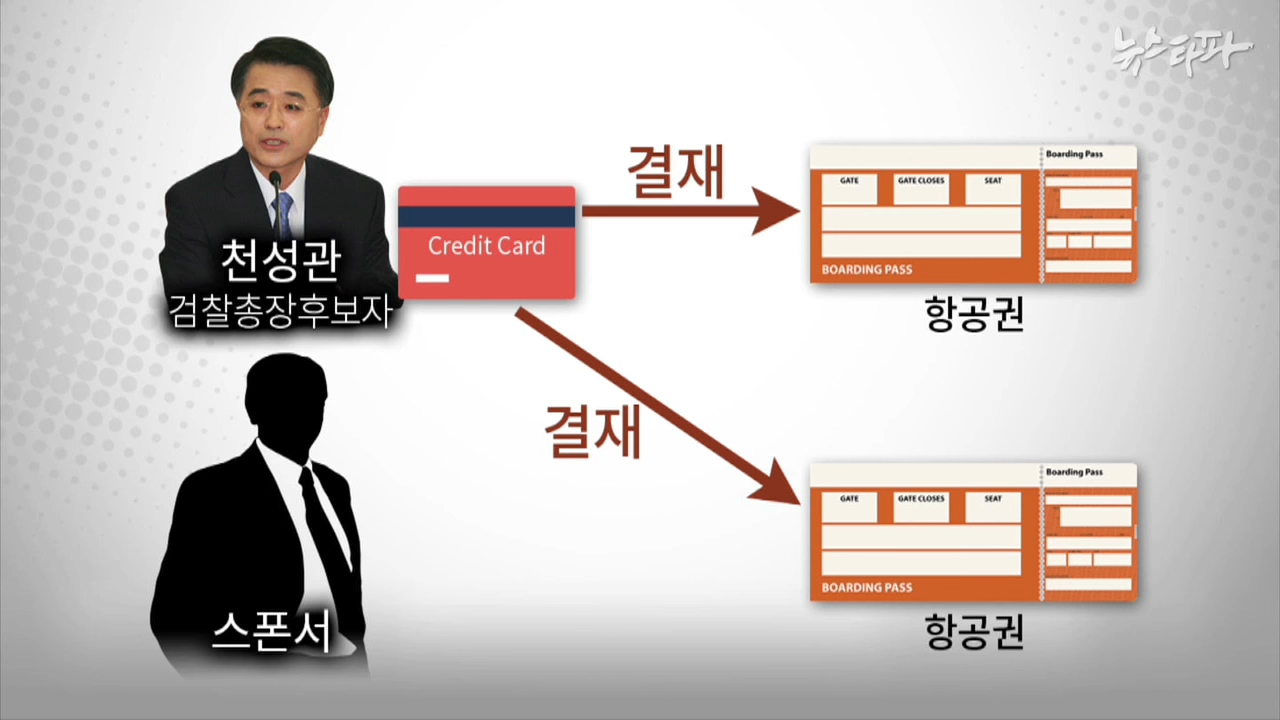 뉴스타파
천성관
검찰총장후보자
Credit Card
결재
Boarding Pass
GATE GATE CLOSES SEAT
BOARDING PASS
항공권
결재
Boarding Pass
GATE GATE CLOSES SEAT
BOARDING PASS
항공권
스폰서